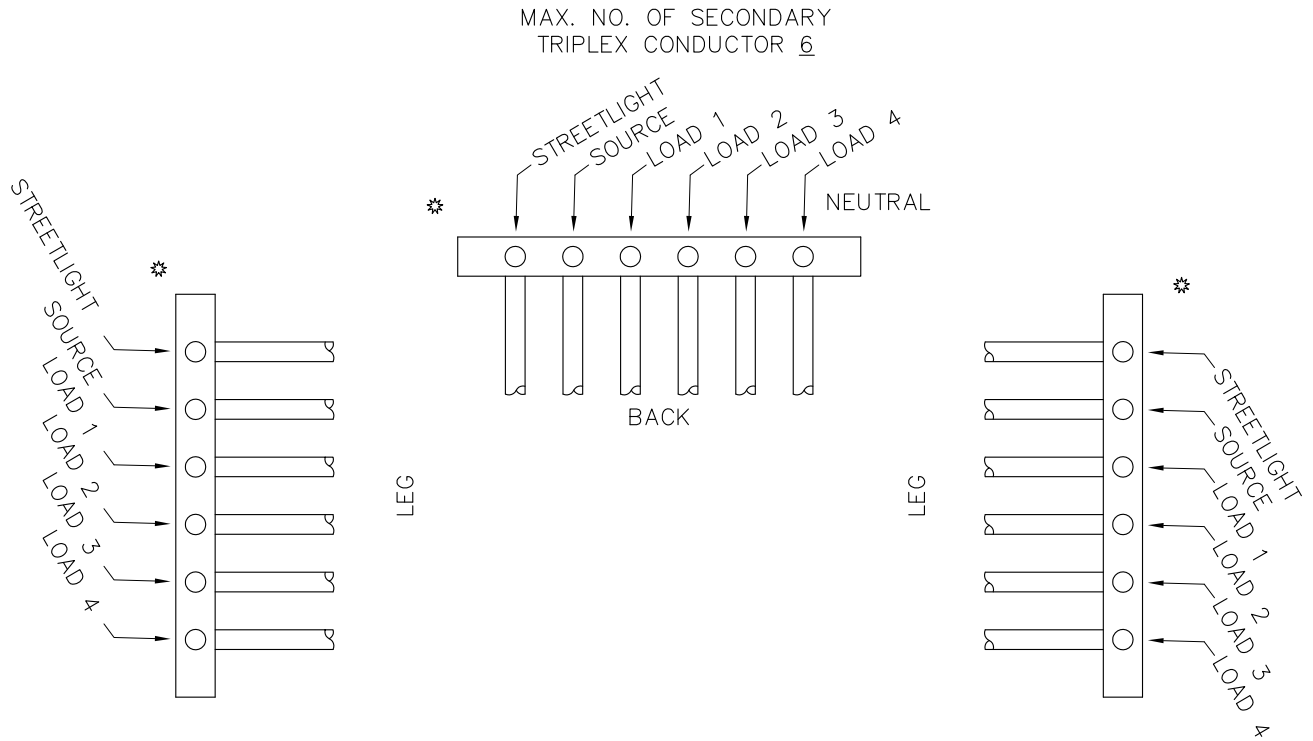 MAX. NO. OF SECONDARY
TRIPLEX CONDUCTOR 6
STREETLIGHT
SOURCE
LOAD 1
LOAD 2
LOAD 3
LOAD 4
NEUTRAL
BACK
STREETLIGHT
SOURCE
LOAD 1
LOAD 2
LOAD 3
LOAD 4
LEG
LEG
STREETLIGHT
SOURCE
LOAD 1
LOAD 2
LOAD 3
LOAD 4